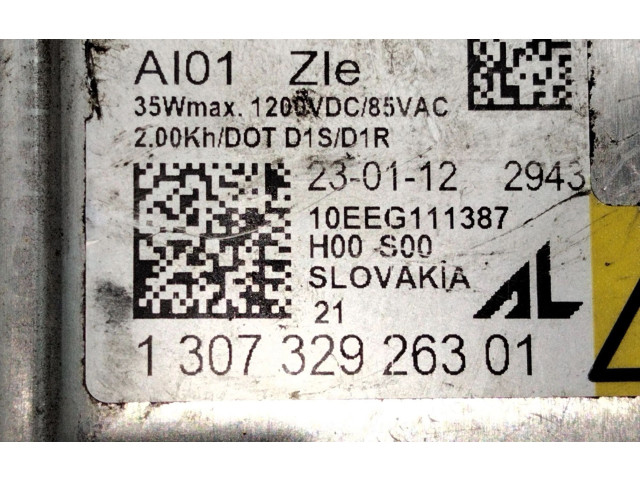 AI01 Zle
35Wmax. 1200VDC/85VAC
2.00Kh/DOT D1S/D1R
23-01-12 2943
10EEG111387
H00 S00
SLOVAKIA
AL
21
1 307 329 263 01